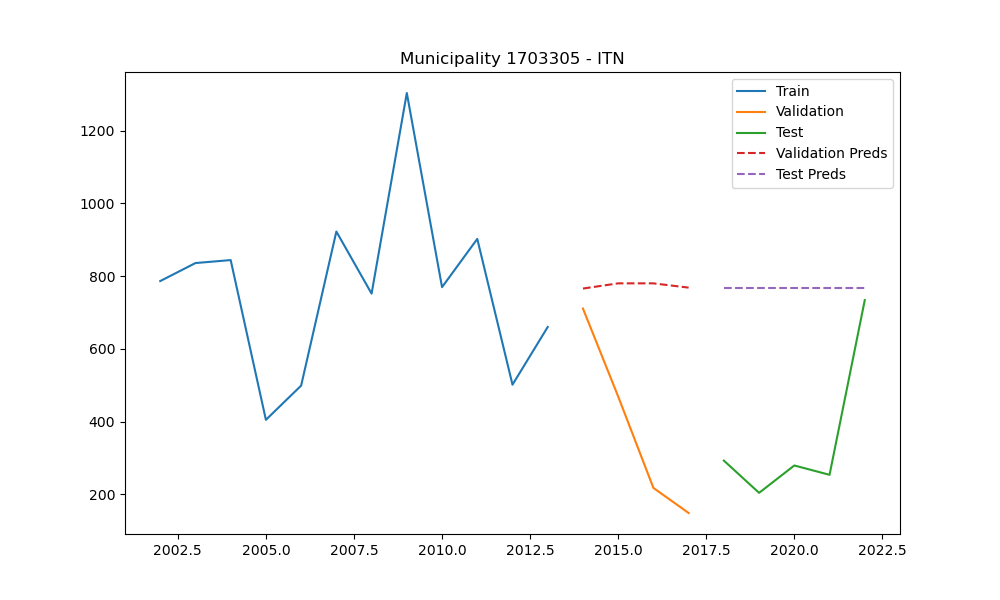 Municipality 1703305 - ITN
Train
Validation
Test
Validation Preds
Test Preds
1200
1000
800
600
400
200
2002.5 2005.0 2007.5 2010.0 2012.5 2015.0 2017.5 2020.0 2022.5